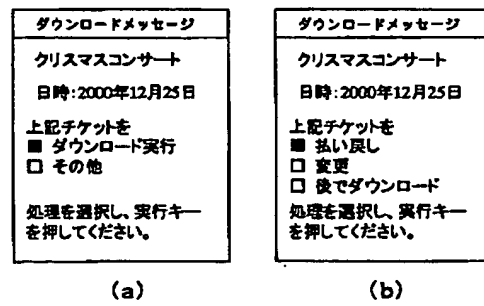 ダウンロードメッセージ
クリスマスコンサート
日時:2000年12月25日
上記チケットを
■ ダウンロード実行
□ その他
処理を選択し、実行キー
を押してください。
(a)
ダウンロードメッセージ
クリスマスコンサート
日時:2000年12月25日
上記チケットを
■ 払い戻し
□ 変更
□ 後でダウンロード
処理を選択し、実行キー
を押してください。
(b)